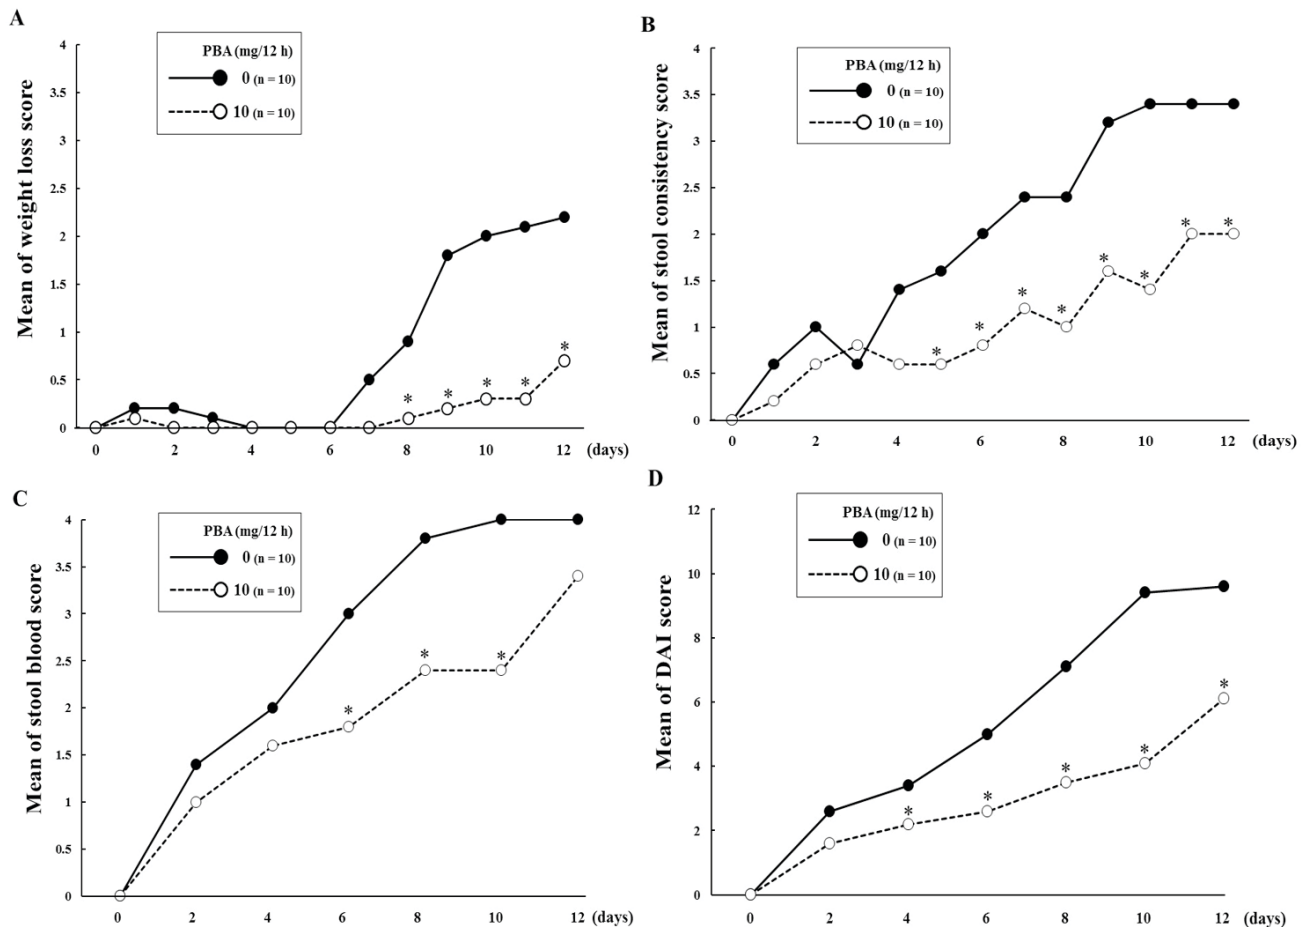 A
PBA (mg/12 h)
0 (n = 10)
10 (n = 10)
Mean of weight loss score
4
3.5
3
2.5
2
1.5
1
0.5
0
* * * * *
0 2 4 6 8 10 12 (days)
B
PBA (mg/12 h)
0 (n = 10)
10 (n = 10)
Mean of stool consistency score
4
3.5
3
2.5
2
1.5
1
0.5
0
* * * * * * * *
0 2 4 6 8 10 12 (days)
C
PBA (mg/12 h)
0 (n = 10)
10 (n = 10)
Mean of stool blood score
4
3.5
3
2.5
2
1.5
1
0.5
0
* * *
0 2 4 6 8 10 12 (days)
D
PBA (mg/12 h)
0 (n = 10)
10 (n = 10)
Mean of DAI score
12
10
8
6
4
2
0
* * * * *
0 2 4 6 8 10 12 (days)